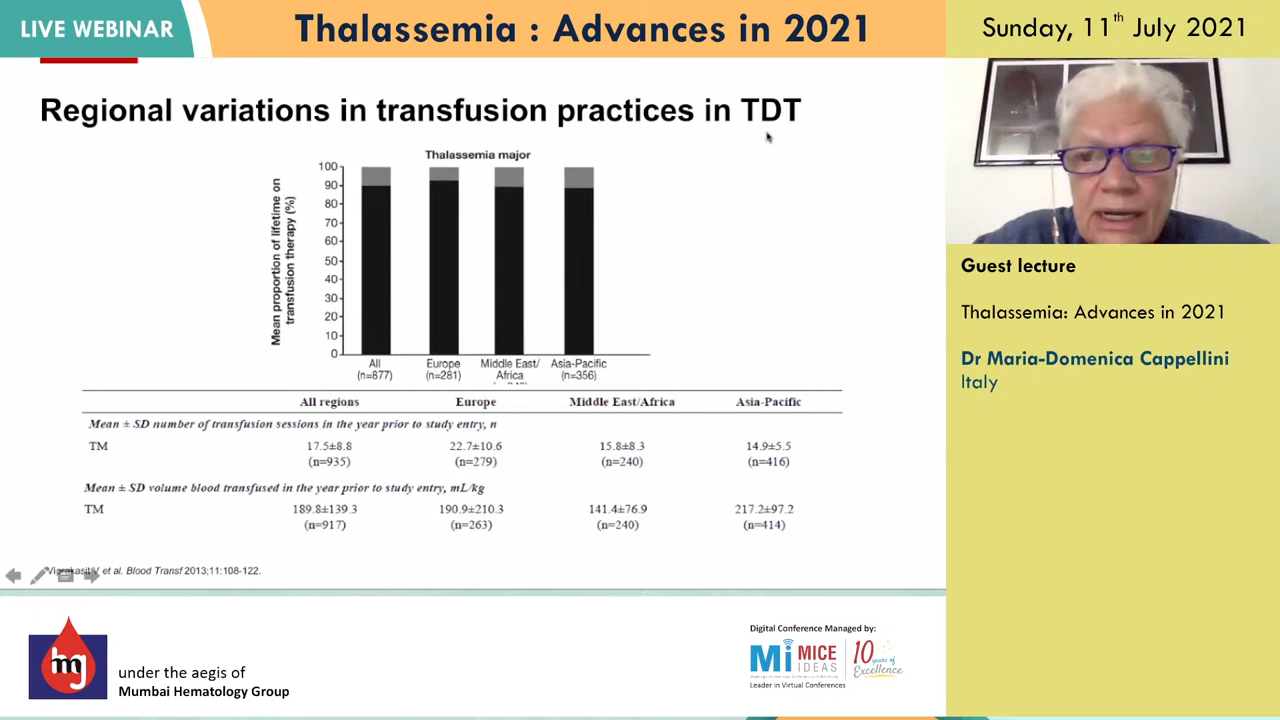 LIVE WEBINAR
Thalassemia : Advances in 2021
Sunday, 11th July 2021
Regional variations in transfusion practices in TDT
Thalassemia major
Mean proportion of lifetime on
transfusion therapy (%)
100
90
80
70
60
50
40
30
20
10
0
All Europe Middle East/ Asia-Pacific
(n=877) (n=281) Africa (n=356)
All regions Europe Middle East/Africa Asia-Pacific
Mean ± SD number of transfusion sessions in the year prior to study entry, n
TM 17.5±8.8 22.7±10.6 15.8±8.3 14.9±5.5
(n=935) (n=279) (n=240) (n=416)
Mean ± SD volume blood transfused in the year prior to study entry, mL/kg
TM 189.8±139.3 190.9±210.3 141.4±76.9 217.2±97.2
(n=917) (n=263) (n=240) (n=414)
et al. Blood Transf 2013;11:108-122.
Guest lecture
Thalassemia: Advances in 2021
Dr Maria-Domenica Cappellini
Italy
hg
under the aegis of
Mumbai Hematology Group
Digital Conference Managed by:
Mi MICE
IDEAS
10 years of
Excellence
Leader in Virtual Conferences